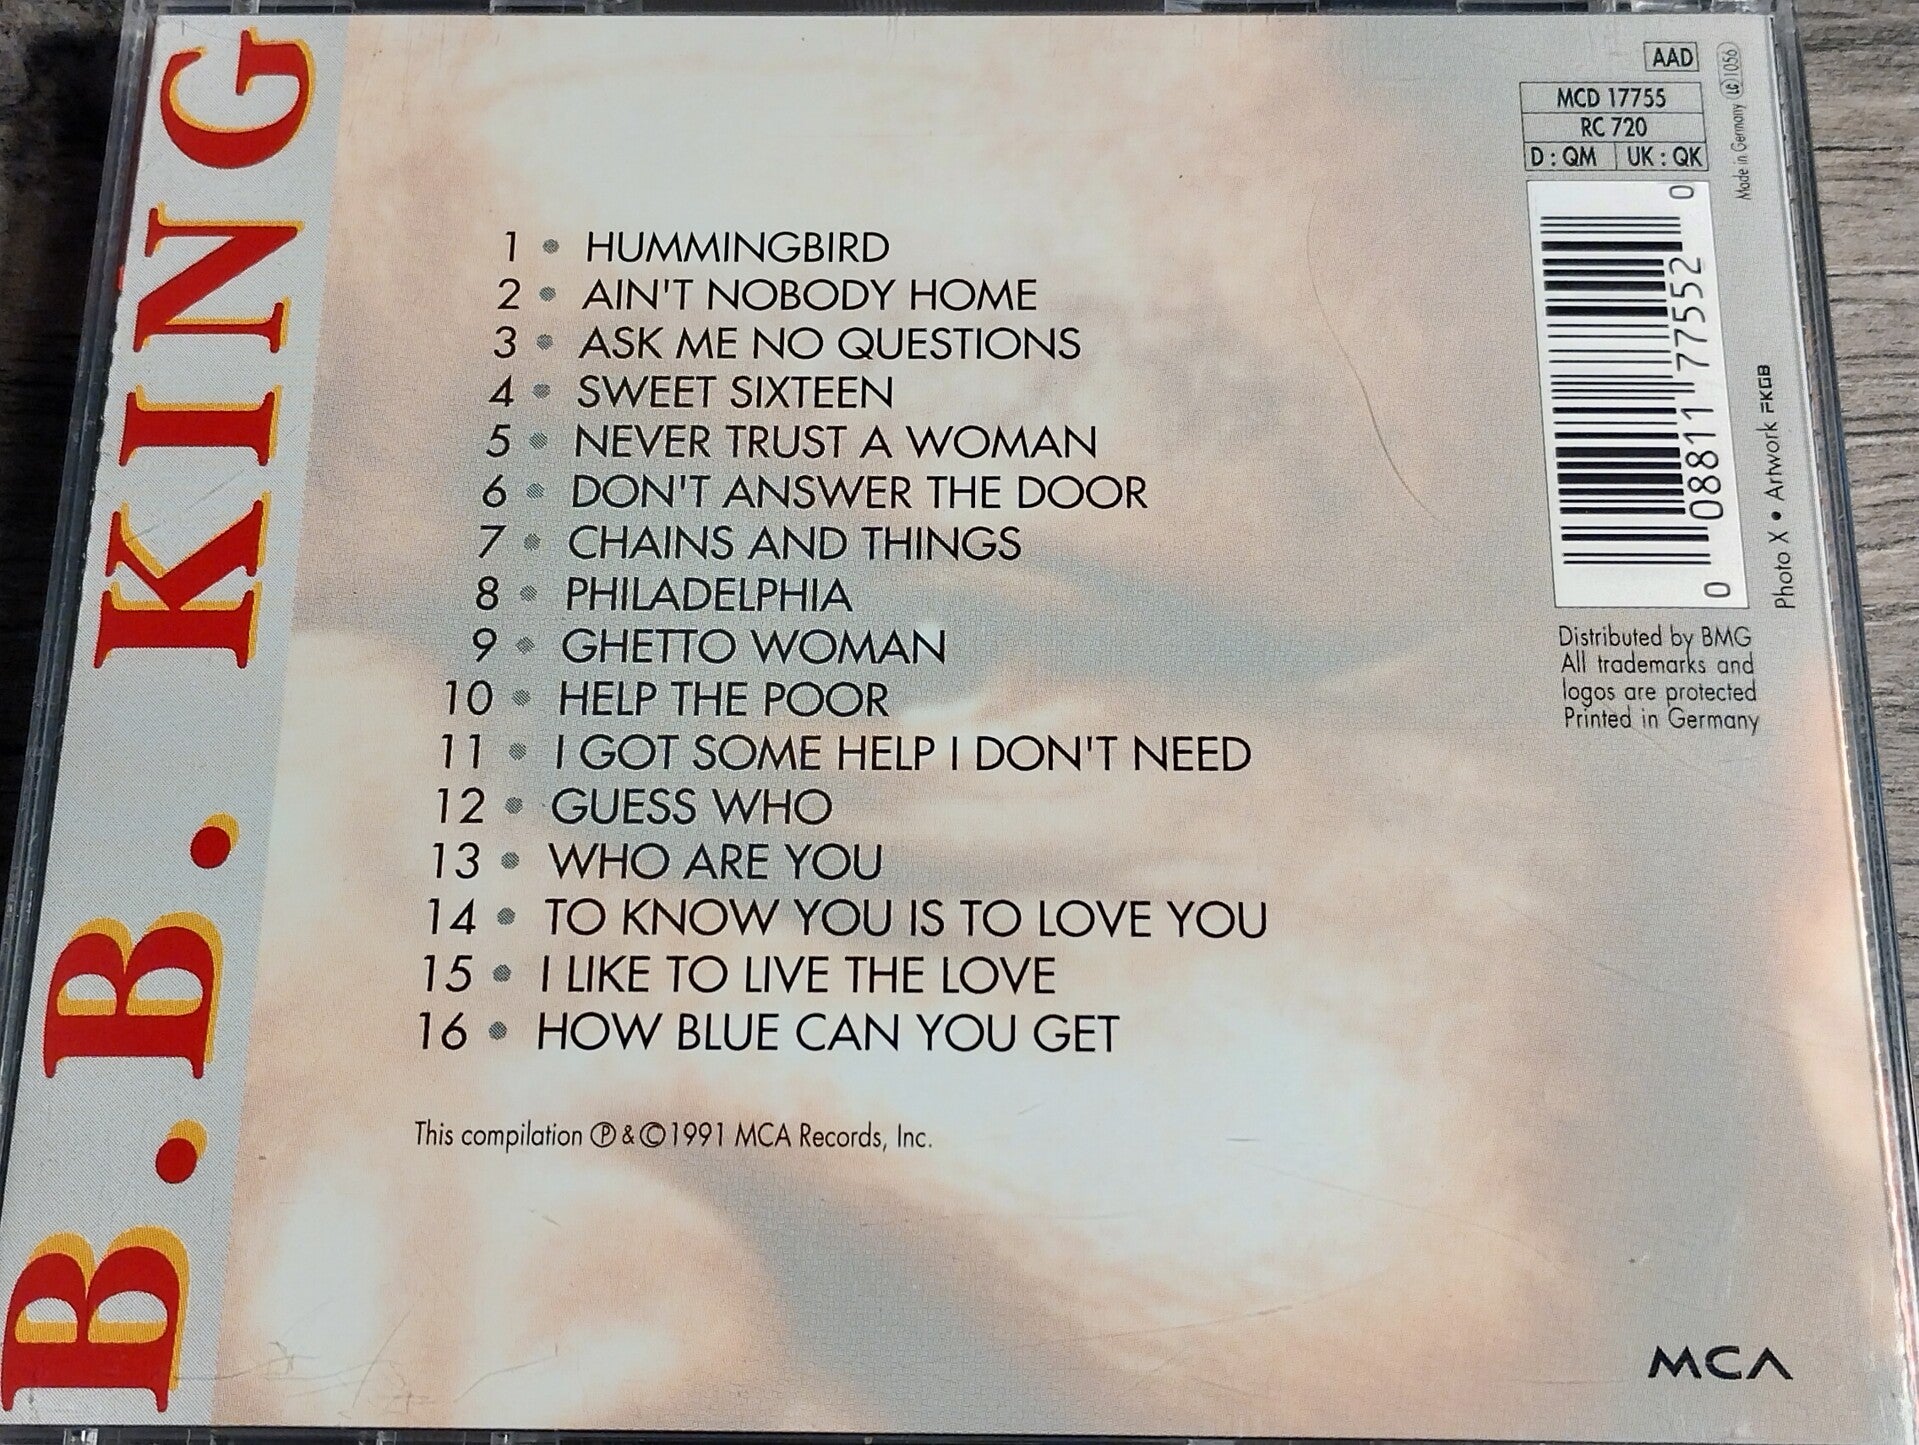 B.B. KING
1 • HUMMINGBIRD
2 • AIN'T NOBODY HOME
3 • ASK ME NO QUESTIONS
4 • SWEET SIXTEEN
5 • NEVER TRUST A WOMAN
6 • DON'T ANSWER THE DOOR
7 • CHAINS AND THINGS
8 • PHILADELPHIA
9 • GHETTO WOMAN
10 • HELP THE POOR
11 • I GOT SOME HELP I DON'T NEED
12 • GUESS WHO
13 • WHO ARE YOU
14 • TO KNOW YOU IS TO LOVE YOU
15 • I LIKE TO LIVE THE LOVE
16 • HOW BLUE CAN YOU GET
This compilation ℗ & © 1991 MCA Records, Inc.
AAD
MCD 17755
RC 720
D : QM UK : QK
Made in Germany LC 1056
0 08811 77552 0
Photo X • Artwork FKGB
Distributed by BMG
All trademarks and
logos are protected
Printed in Germany
MCA